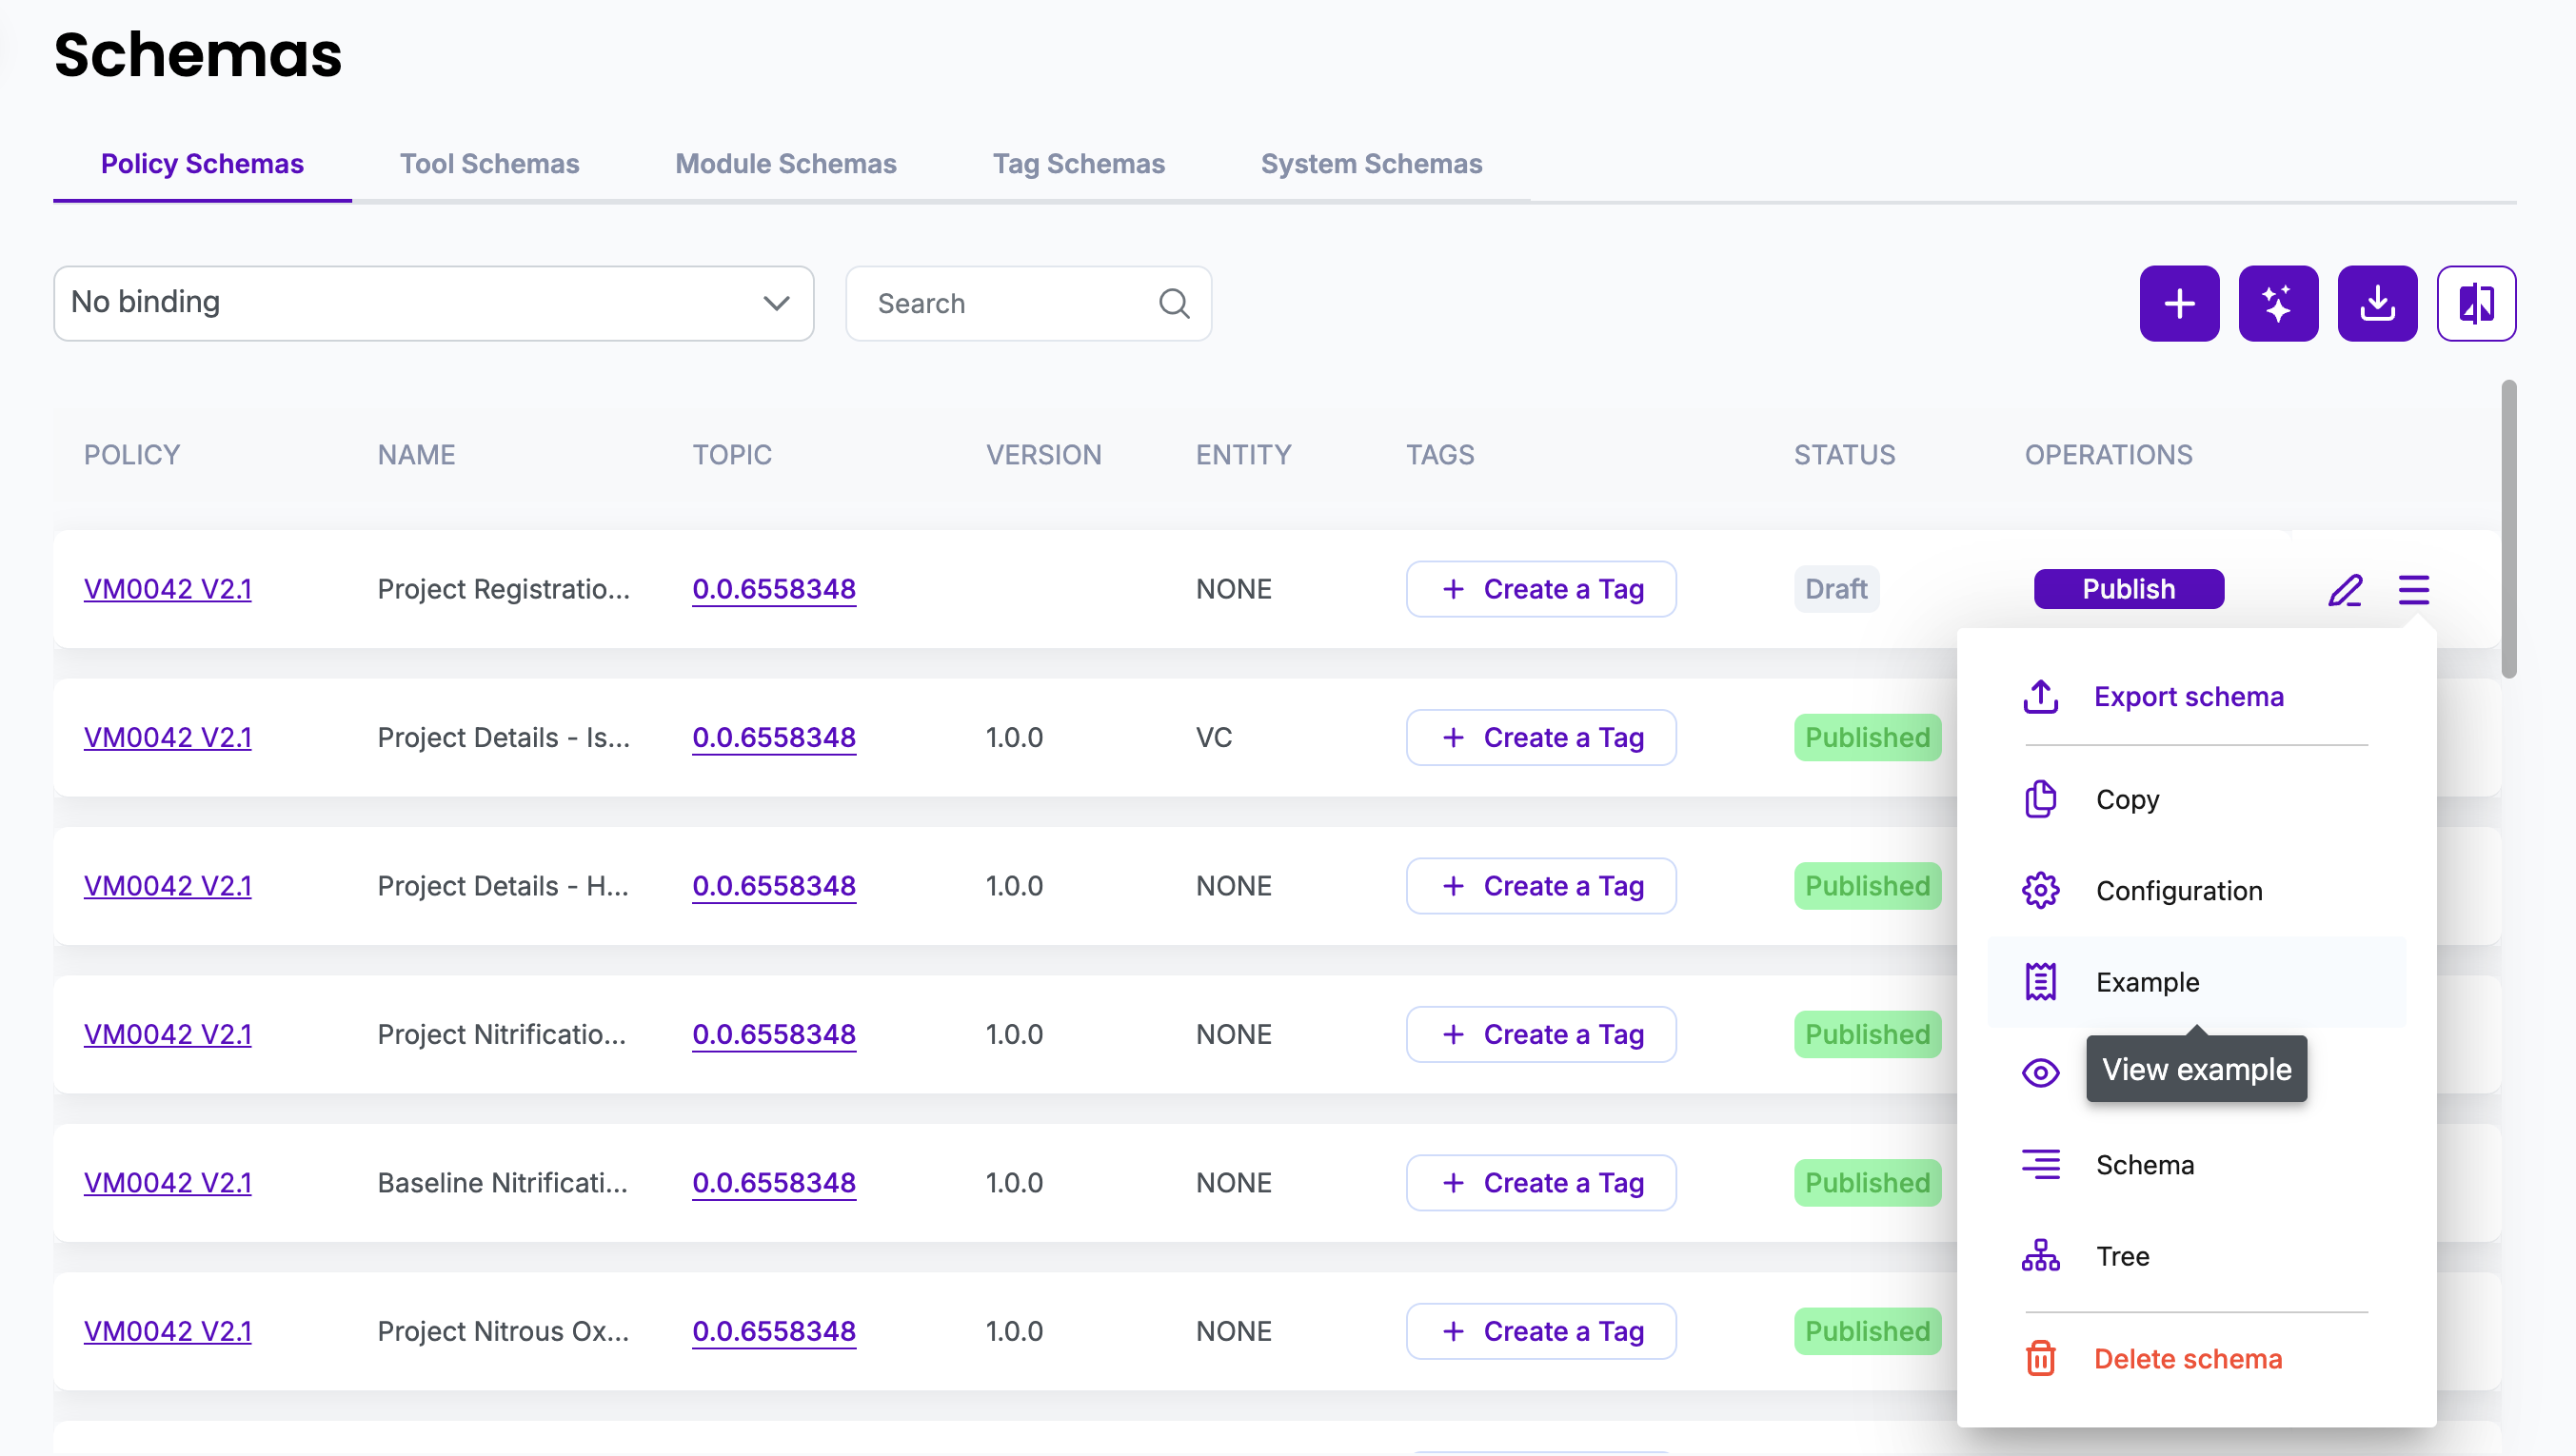 Schemas
Policy Schemas Tool Schemas Module Schemas Tag Schemas System Schemas
No binding Search
POLICY NAME TOPIC VERSION ENTITY TAGS STATUS OPERATIONS
VM0042 V2.1 Project Registratio... 0.0.6558348 NONE + Create a Tag Draft Publish
Export schema
VM0042 V2.1 Project Details - Is... 0.0.6558348 1.0.0 VC + Create a Tag Published
Copy
VM0042 V2.1 Project Details - H... 0.0.6558348 1.0.0 NONE + Create a Tag Published
Configuration
Example
VM0042 V2.1 Project Nitrificatio... 0.0.6558348 1.0.0 NONE + Create a Tag Published
View example
VM0042 V2.1 Baseline Nitrificati... 0.0.6558348 1.0.0 NONE + Create a Tag Published
Schema
Tree
VM0042 V2.1 Project Nitrous Ox... 0.0.6558348 1.0.0 NONE + Create a Tag Published
Delete schema